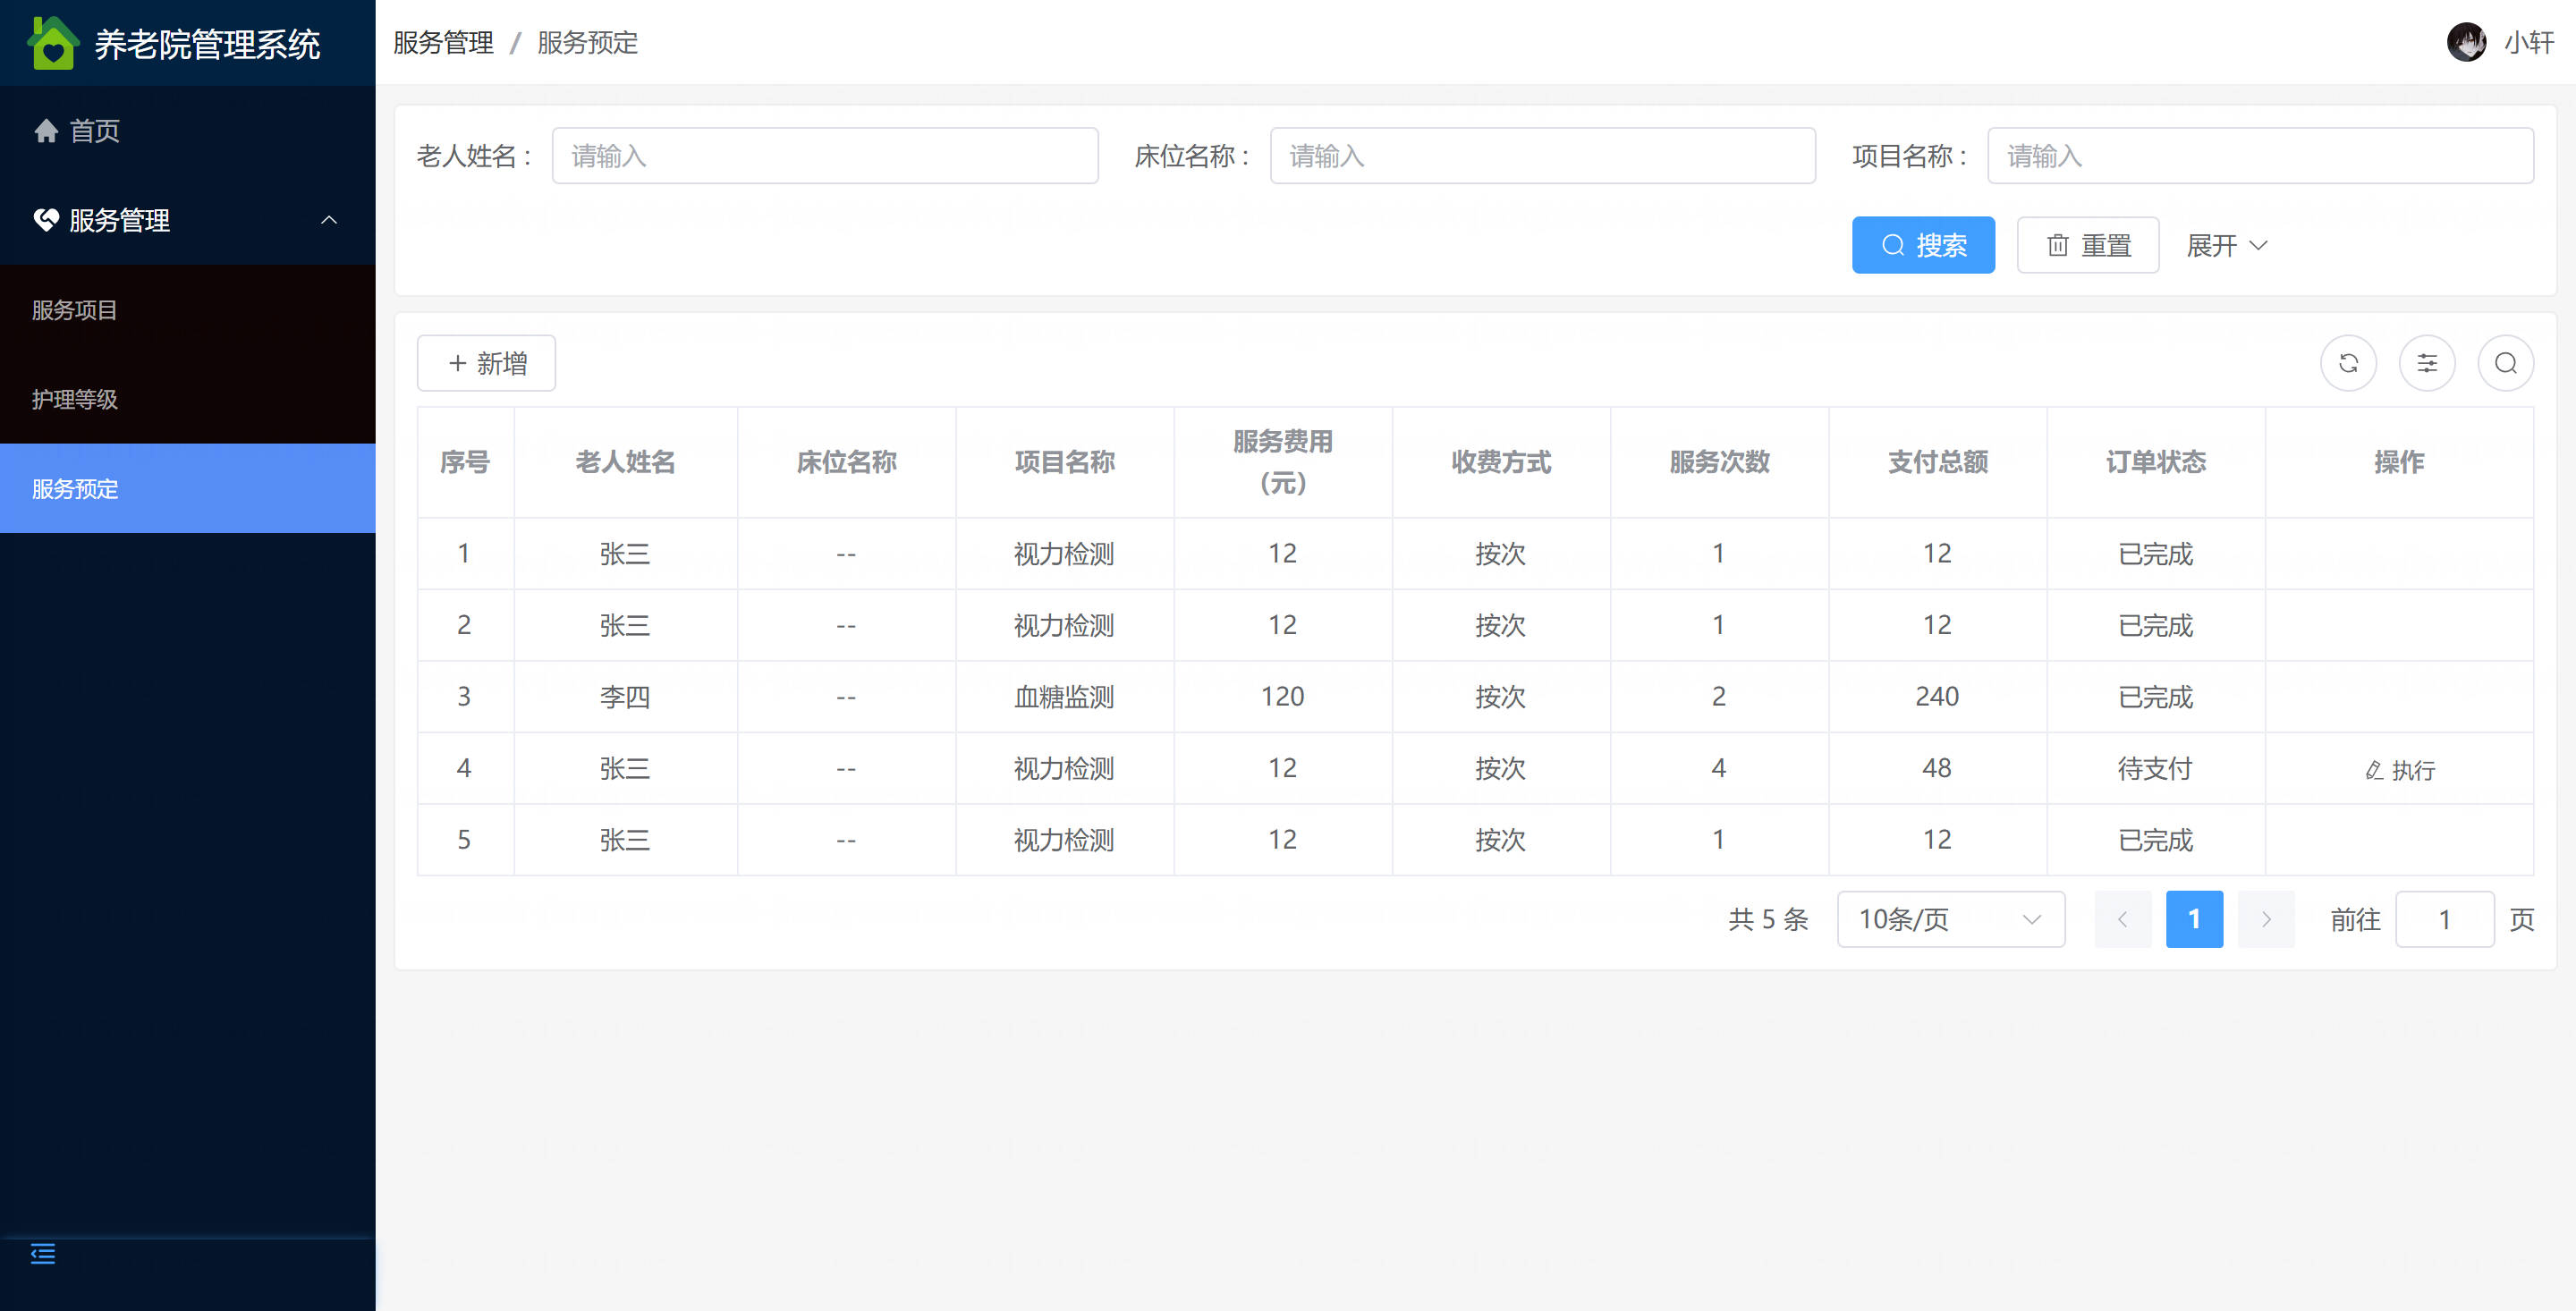 养老院管理系统
服务管理 / 服务预定
小轩
首页
服务管理
服务项目
护理等级
服务预定
老人姓名： 请输入 床位名称： 请输入 项目名称： 请输入
搜索 重置 展开
+ 新增
序号 老人姓名 床位名称 项目名称 服务费用（元） 收费方式 服务次数 支付总额 订单状态 操作
1 张三 -- 视力检测 12 按次 1 12 已完成
2 张三 -- 视力检测 12 按次 1 12 已完成
3 李四 -- 血糖监测 120 按次 2 240 已完成
4 张三 -- 视力检测 12 按次 4 48 待支付 执行
5 张三 -- 视力检测 12 按次 1 12 已完成
共 5 条 10条/页 1 前往 1 页